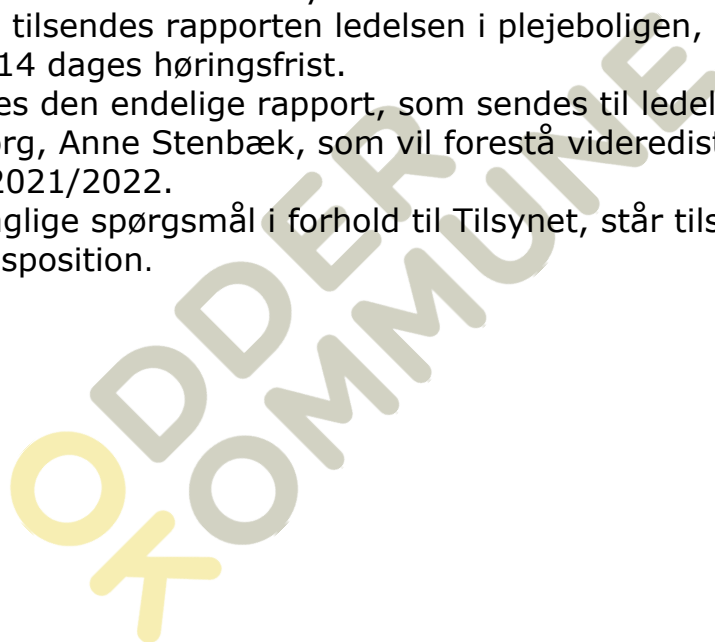 tilsendes rapporten ledelsen i plejeboligen,
14 dages høringsfrist.
es den endelige rapport, som sendes til ledel
org, Anne Stenbæk, som vil forestå videredist
2021/2022.
glige spørgsmål i forhold til Tilsynet, står tils
sposition.
ODDER
KOMMUNE